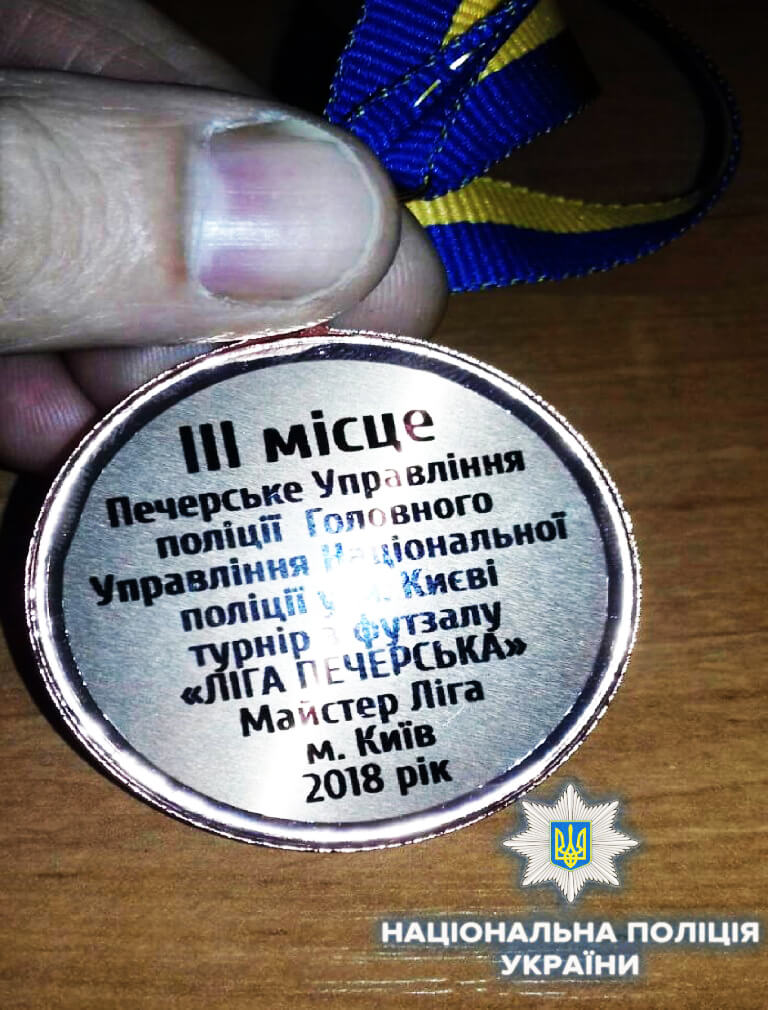 III місце
Печерське Управління
поліції Головного
Управління Національної
поліції у м. Києві
турнір з футзалу
«ЛІГА ПЕЧЕРСЬКА»
Майстер Ліга
м. Київ
2018 рік
НАЦІОНАЛЬНА ПОЛІЦІЯ
УКРАЇНИ